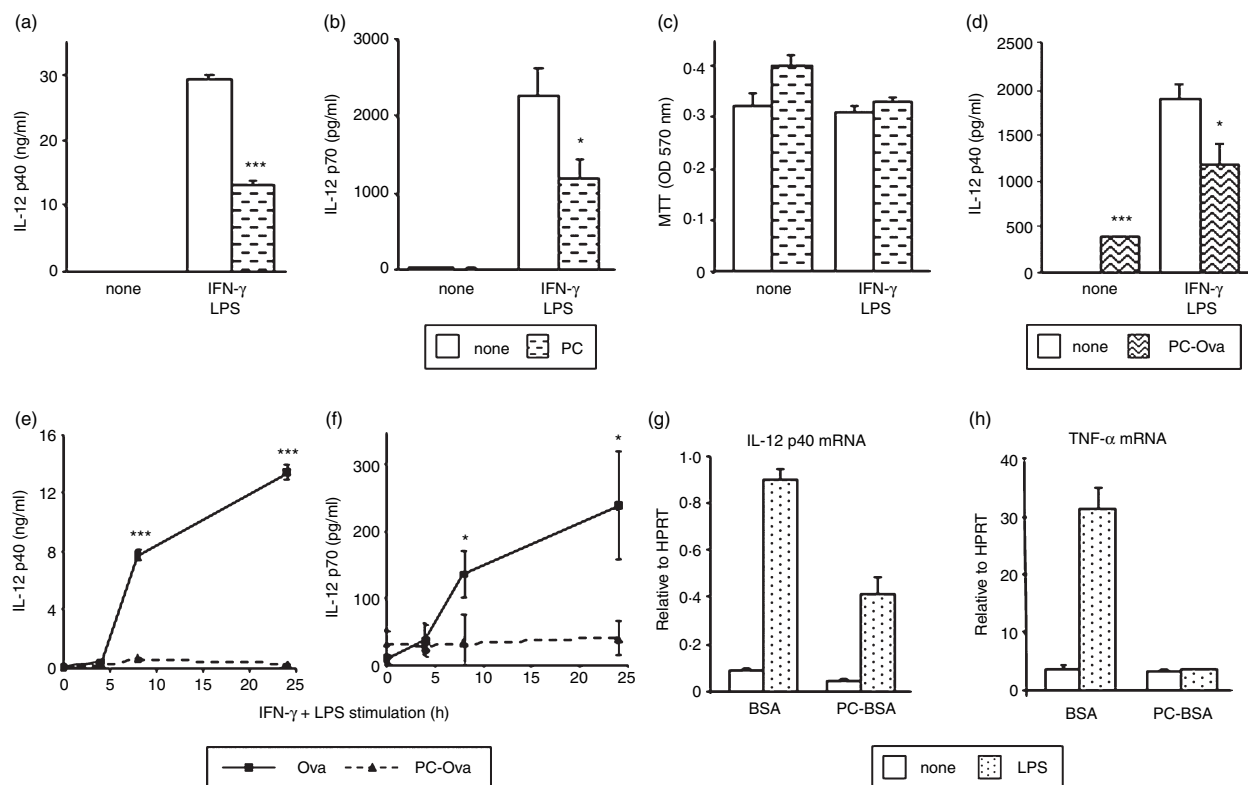 (a)
IL-12 p40 (ng/ml)
30
20
10
0
none
IFN-γ
LPS
***
(b)
IL-12 p70 (pg/ml)
3000
2000
1000
0
none
IFN-γ
LPS
*
none
PC
(c)
MTT (OD 570 nm)
0·4
0·3
0·2
0·1
0
none
IFN-γ
LPS
(d)
IL-12 p40 (pg/ml)
2500
2000
1500
1000
500
0
***
*
none
IFN-γ
LPS
none
PC-Ova
(e)
IL-12 p40 (ng/ml)
16
12
8
4
0
***
***
0 5 10 15 20 25
(f)
IL-12 p70 (pg/ml)
300
200
100
0
*
*
0 5 10 15 20 25
IFN-γ + LPS stimulation (h)
Ova
PC-Ova
(g)
IL-12 p40 mRNA
Relative to HPRT
1·0
0·8
0·6
0·4
0·2
0
BSA
PC-BSA
(h)
TNF-α mRNA
Relative to HPRT
40
30
20
10
0
BSA
PC-BSA
none
LPS